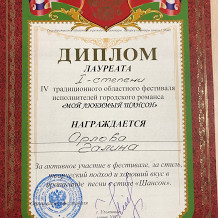 ДИПЛОМ
ЛАУРЕАТА
I-степени
IV традиционного областного фестиваля
исполнителей городского романса
«МОЙ ЛЮБИМЫЙ ШАНСОН»
НАГРАЖДАЕТСЯ
Орлова
Галина
За активное участие в фестивале, за стиль,
творческий подход и хороший вкус в
песни в стиле «Шансон».